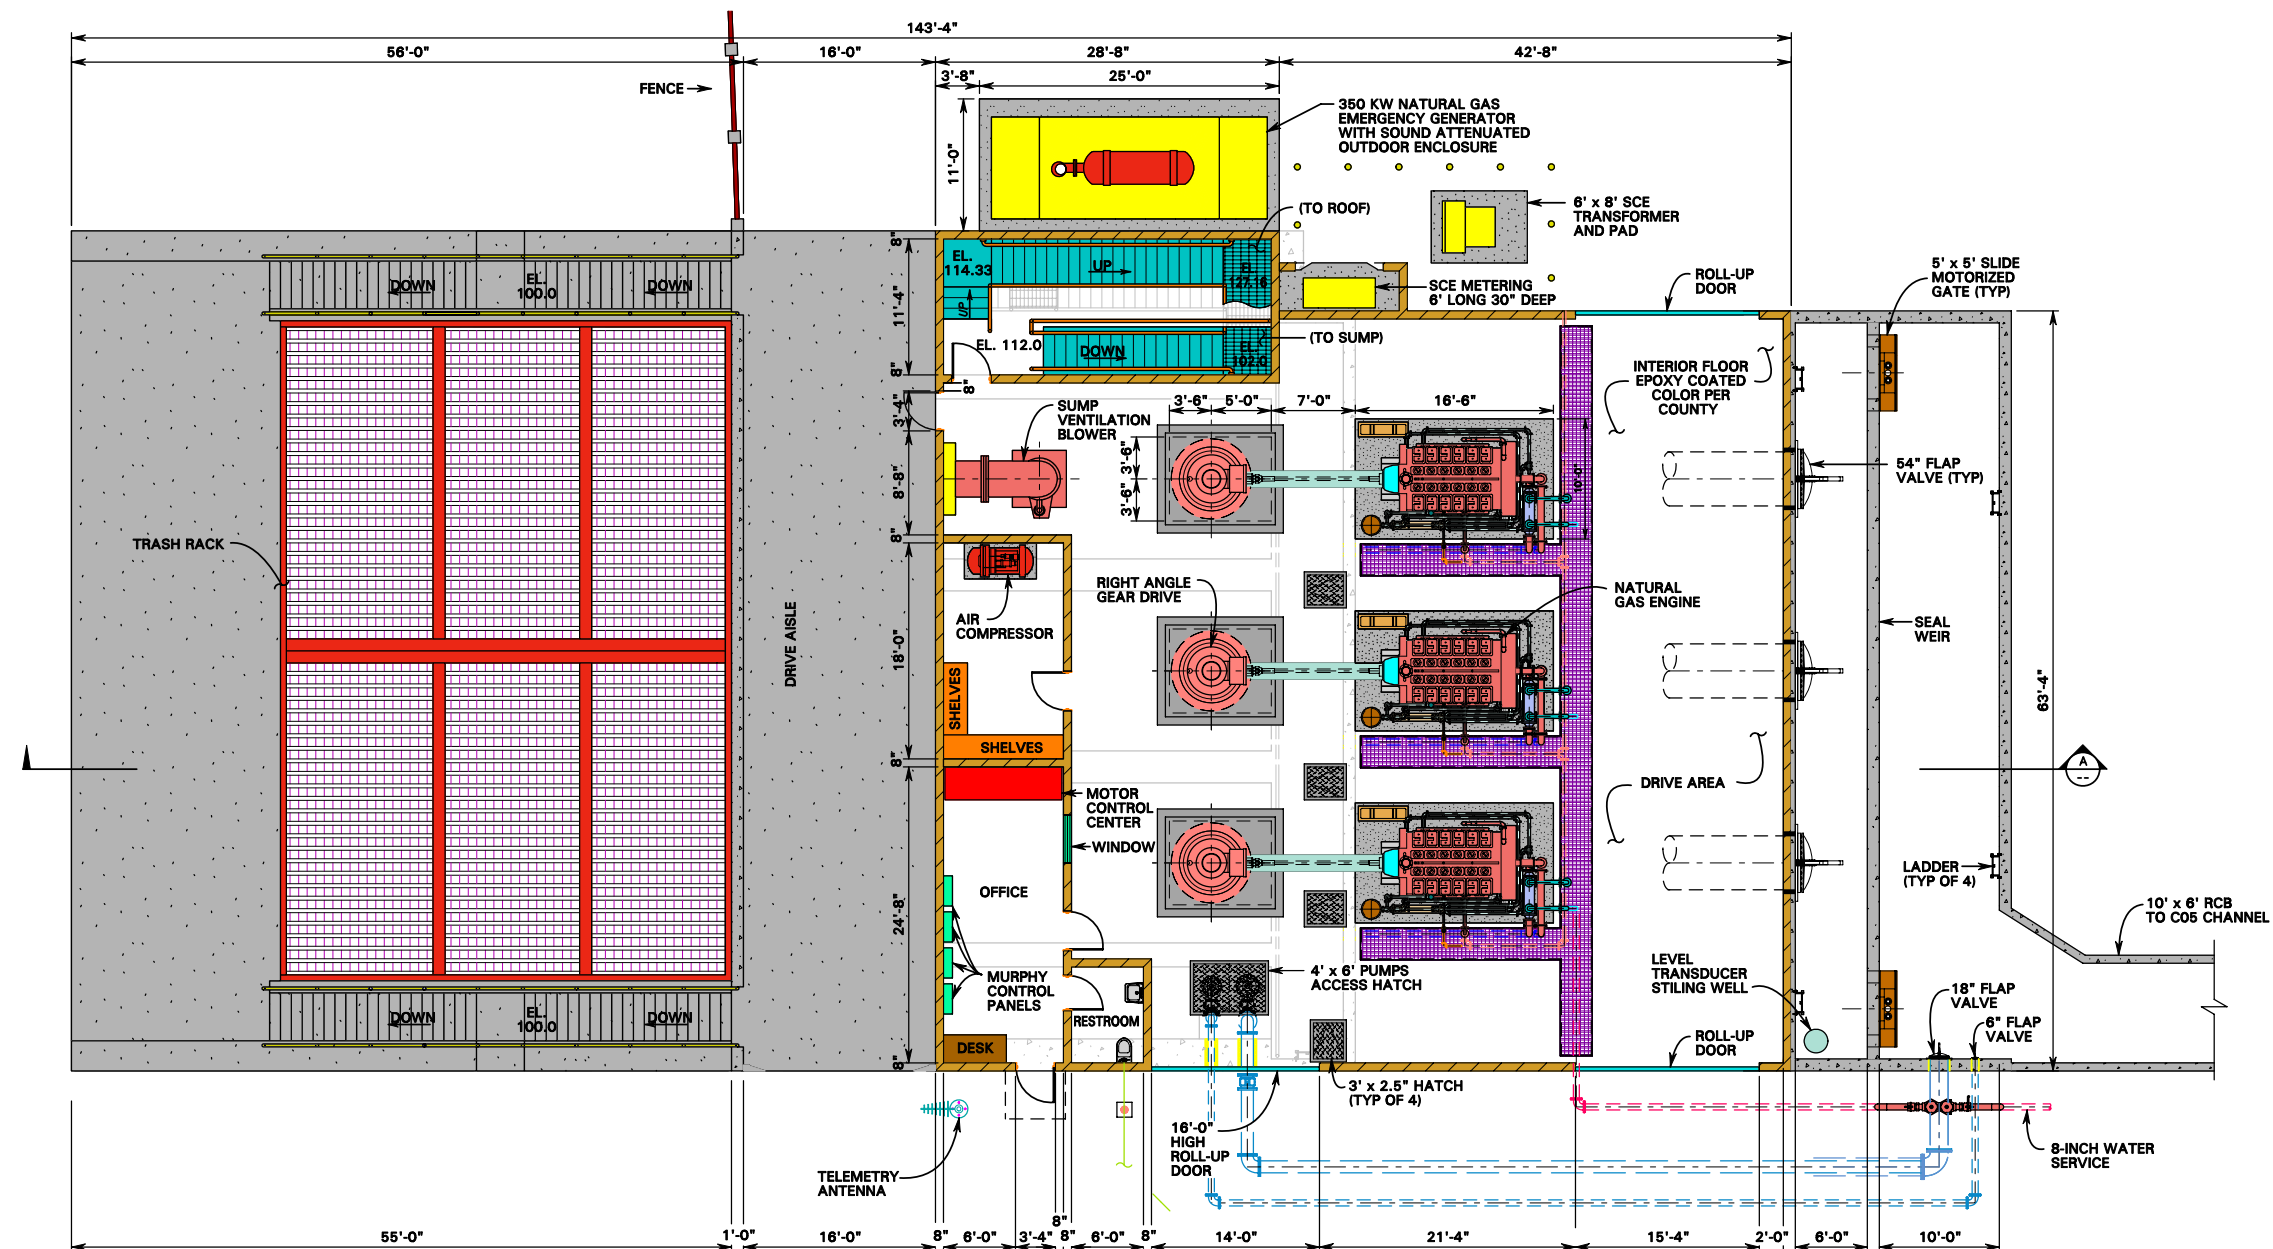 143'-4"
56'-0"
16'-0"
28'-8"
42'-8"
3'-8"
25'-0"
FENCE
350 KW NATURAL GAS
EMERGENCY GENERATOR
WITH SOUND ATTENUATED
OUTDOOR ENCLOSURE
11'-0"
(TO ROOF)
6' x 8' SCE
TRANSFORMER
AND PAD
8"
EL.
114.33
UP
EL.
127.16
UP
SCE METERING
6' LONG 30" DEEP
ROLL-UP
DOOR
5' x 5' SLIDE
MOTORIZED
GATE (TYP)
DOWN
EL.
100.0
DOWN
11'-4"
EL. 112.0
DOWN
EL.
102.0
(TO SUMP)
8"
8"
INTERIOR FLOOR
EPOXY COATED
COLOR PER
COUNTY
3'-4"
SUMP
VENTILATION
BLOWER
3'-6"
5'-0"
7'-0"
16'-6"
3'-6"
3'-6"
10'-0"
8'-8"
54" FLAP
VALVE (TYP)
8"
TRASH RACK
DRIVE AISLE
AIR
COMPRESSOR
RIGHT ANGLE
GEAR DRIVE
NATURAL
GAS ENGINE
SEAL
WEIR
18'-0"
SHELVES
SHELVES
63'-4"
8"
MOTOR
CONTROL
CENTER
DRIVE AREA
A
--
WINDOW
OFFICE
24'-8"
LADDER
(TYP OF 4)
10' x 6' RCB
TO C05 CHANNEL
MURPHY
CONTROL
PANELS
4' x 6' PUMPS
ACCESS HATCH
LEVEL
TRANSDUCER
STILING WELL
18" FLAP
VALVE
6" FLAP
VALVE
DOWN
EL.
100.0
DOWN
RESTROOM
DESK
8"
ROLL-UP
DOOR
3' x 2.5" HATCH
(TYP OF 4)
16'-0"
HIGH
ROLL-UP
DOOR
8-INCH WATER
SERVICE
TELEMETRY
ANTENNA
55'-0"
1'-0"
16'-0"
8"
6'-0"
3'-4"
8"
8"
6'-0"
8"
14'-0"
21'-4"
15'-4"
2'-0"
6'-0"
10'-0"